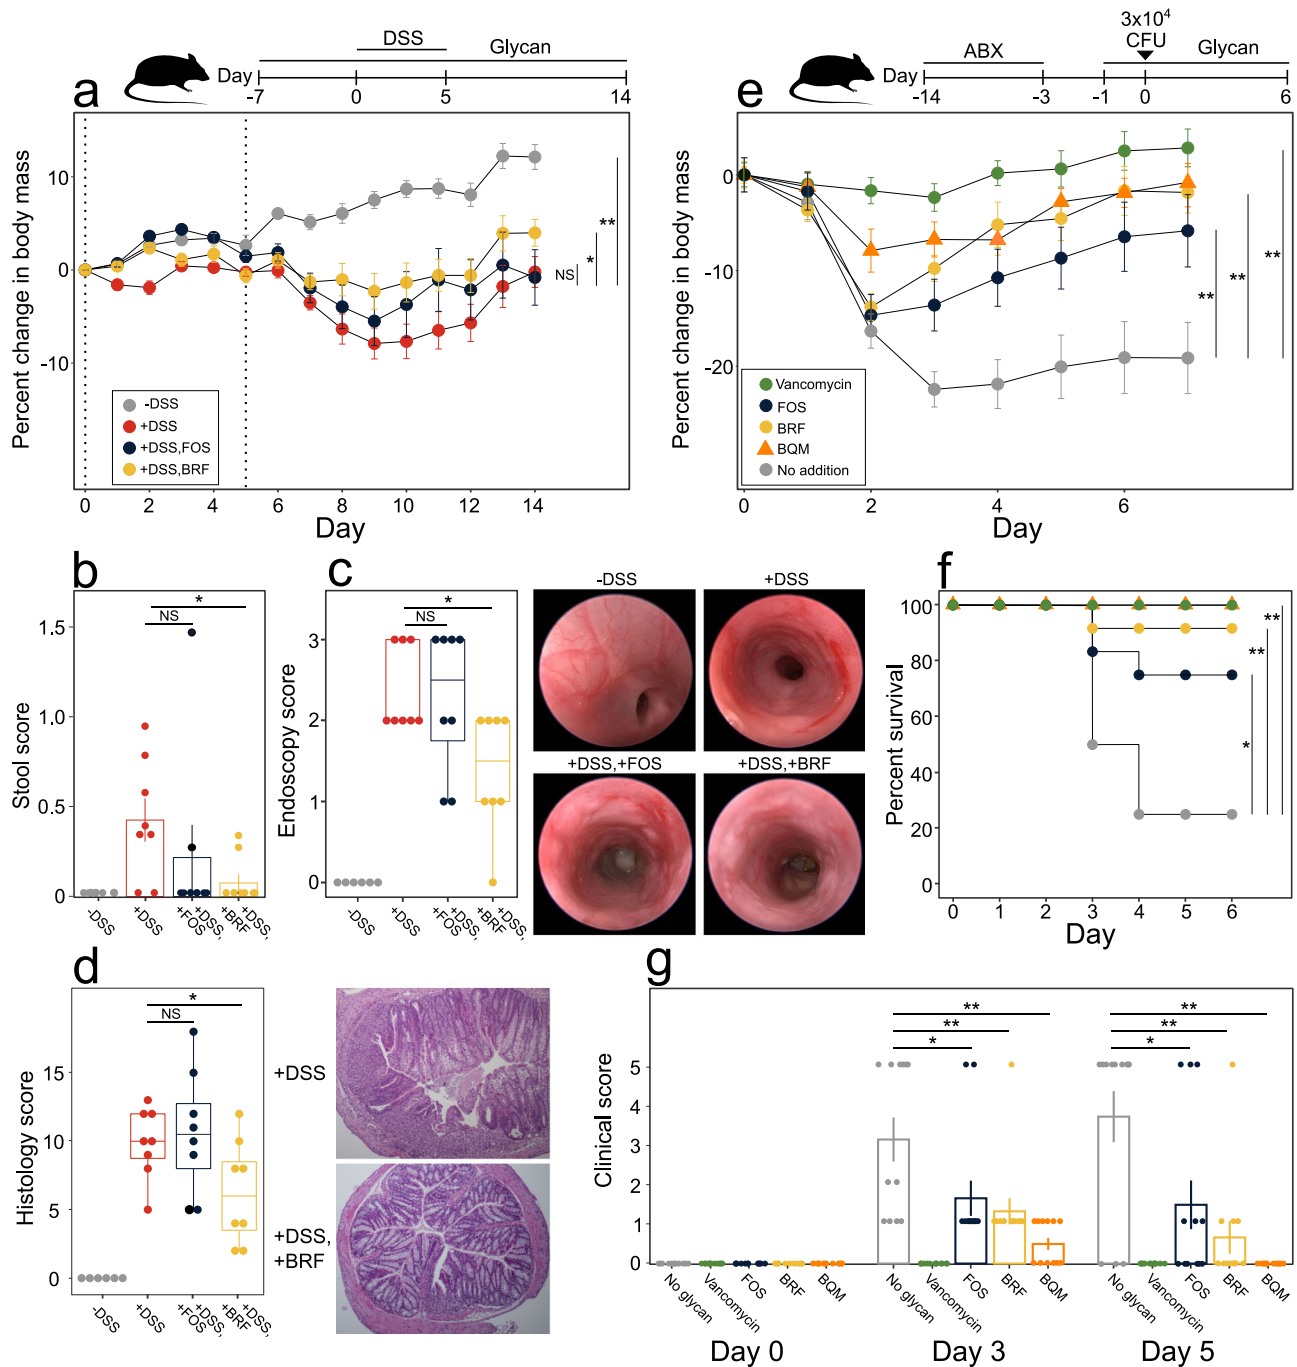 DSS
Glycan
Day
-7
0
5
14
a
Percent change in body mass
10
0
-10
**
*
NS
-DSS
+DSS
+DSS,FOS
+DSS,BRF
0
2
4
6
8
10
12
14
Day
3x10⁴
CFU
ABX
Glycan
Day
-14
-3
-1
0
6
e
Percent change in body mass
0
-10
-20
**
**
**
Vancomycin
FOS
BRF
BQM
No addition
0
2
4
6
Day
b
Stool score
1.5
1.0
0.5
0
*
NS
-DSS
+DSS
+DSS,
+FOS
+DSS,
+BRF
c
Endoscopy score
3
2
1
0
*
NS
-DSS
+DSS
+DSS,
+FOS
+DSS,
+BRF
-DSS
+DSS
+DSS,+FOS
+DSS,+BRF
f
Percent survival
100
80
60
40
20
0
**
**
*
0
1
2
3
4
5
6
Day
d
Histology score
15
10
5
0
*
NS
-DSS
+DSS
+DSS,
+FOS
+DSS,
+BRF
+DSS
+DSS,
+BRF
g
Clinical score
5
4
3
2
1
0
**
**
*
**
**
*
No glycan
Vancomycin
FOS
BRF
BQM
No glycan
Vancomycin
FOS
BRF
BQM
No glycan
Vancomycin
FOS
BRF
BQM
Day 0
Day 3
Day 5